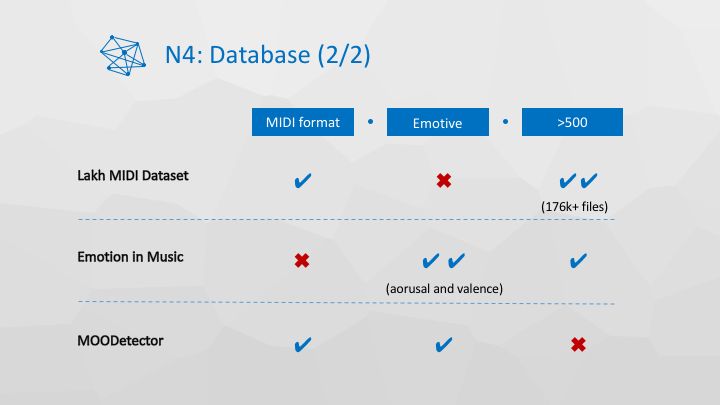 N4: Database (2/2)
MIDI format • Emotive • >500
Lakh MIDI Dataset ✔ ✖ ✔✔
(176k+ files)
Emotion in Music ✖ ✔✔ ✔
(aorusal and valence)
MOODetector ✔ ✔ ✖